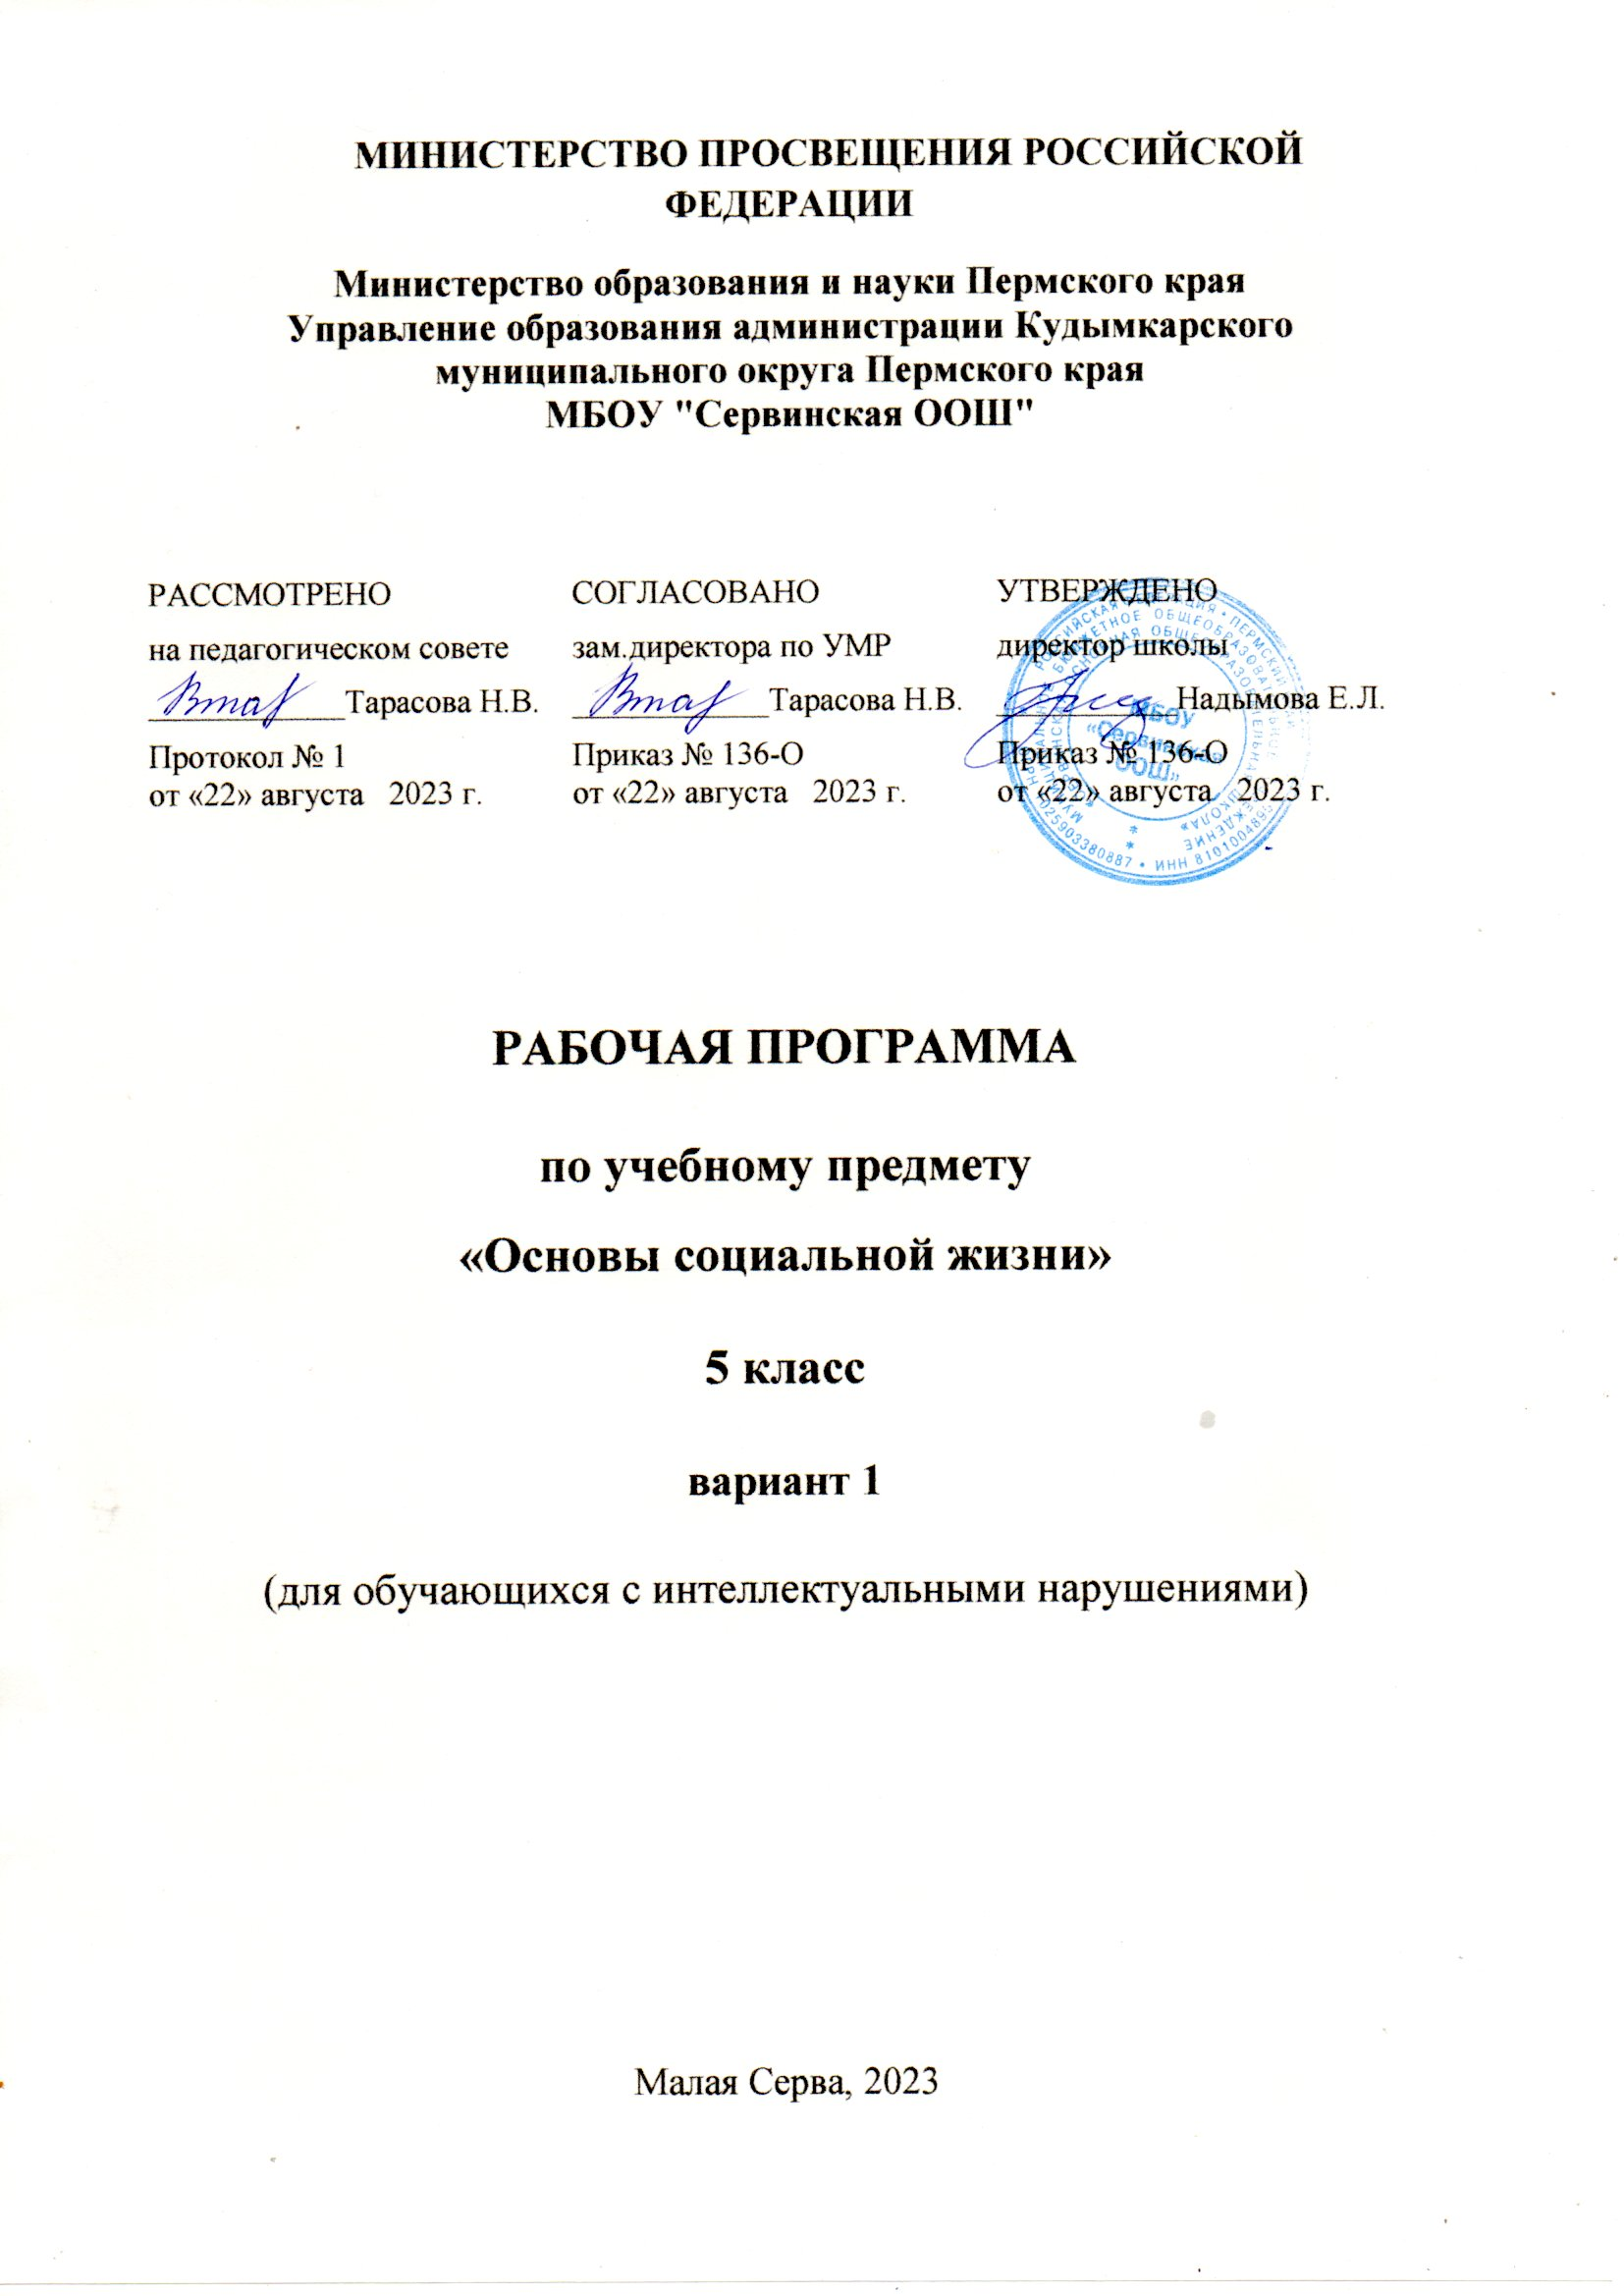 МИНИСТЕРСТВО ПРОСВЕЩЕНИЯ РОССИЙСКОЙ
ФЕДЕРАЦИИ
Министерство образования и науки Пермского края
Управление образования администрации Кудымкарского
муниципального округа Пермского края
МБОУ "Сервинская ООШ"
РАССМОТРЕНО
на педагогическом совете
Тарасова Н.В.
Протокол № 1
от «22» августа 2023 г.
СОГЛАСОВАНО
зам.директора по УМР
Тарасова Н.В.
Приказ № 136-О
от «22» августа 2023 г.
УТВЕРЖДЕНО
директор школы
Надымова Е.Л.
Приказ № 136-О
от «22» августа 2023 г.
МБОУ
«Сервинская
ООШ»
РАБОЧАЯ ПРОГРАММА
по учебному предмету
«Основы социальной жизни»
5 класс
вариант 1
(для обучающихся с интеллектуальными нарушениями)
Малая Серва, 2023